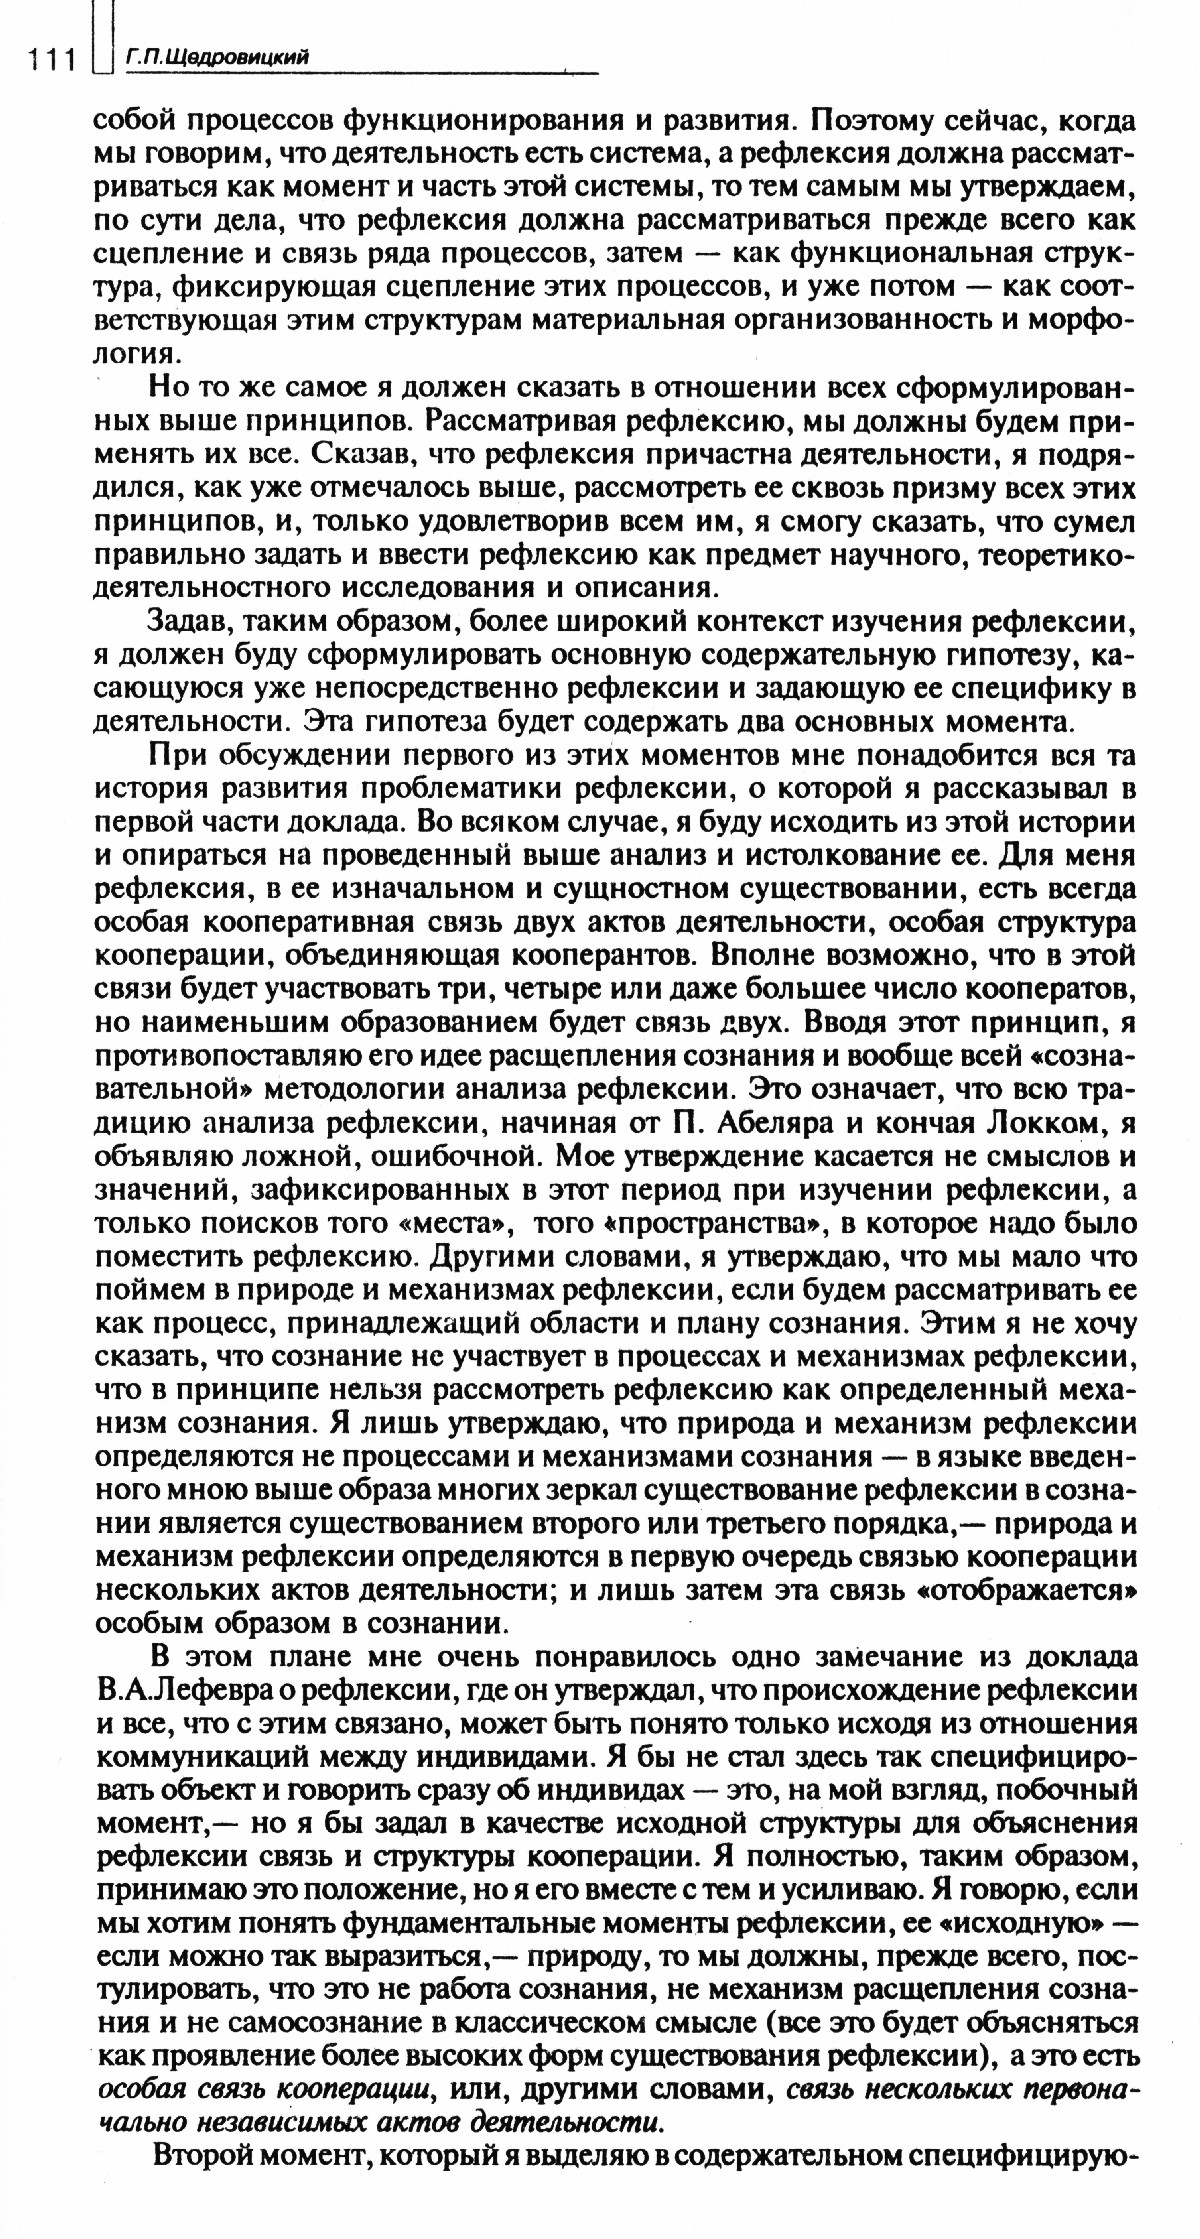 111
Г.П.Щедровицкий
собой процессов функционирования и развития. Поэтому сейчас, когда
мы говорим, что деятельность есть система, а рефлексия должна рассмат-
риваться как момент и часть этой системы, то тем самым мы утверждаем,
по сути дела, что рефлексия должна рассматриваться прежде всего как
сцепление и связь ряда процессов, затем — как функциональная струк-
тура, фиксирующая сцепление этих процессов, и уже потом — как соот-
ветствующая этим структурам материальная организованность и морфо-
логия.
Но то же самое я должен сказать в отношении всех сформулирован-
ных выше принципов. Рассматривая рефлексию, мы должны будем при-
менять их все. Сказав, что рефлексия причастна деятельности, я подря-
дился, как уже отмечалось выше, рассмотреть ее сквозь призму всех этих
принципов, и, только удовлетворив всем им, я смогу сказать, что сумел
правильно задать и ввести рефлексию как предмет научного, теоретико-
деятельностного исследования и описания.
Задав, таким образом, более широкий контекст изучения рефлексии,
я должен буду сформулировать основную содержательную гипотезу, ка-
сающуюся уже непосредственно рефлексии и задающую ее специфику в
деятельности. Эта гипотеза будет содержать два основных момента.
При обсуждении первого из этих моментов мне понадобится вся та
история развития проблематики рефлексии, о которой я рассказывал в
первой части доклада. Во всяком случае, я буду исходить из этой истории
и опираться на проведенный выше анализ и истолкование ее. Для меня
рефлексия, в ее изначальном и сущностном существовании, есть всегда
особая кооперативная связь двух актов деятельности, особая структура
кооперации, объединяющая кооперантов. Вполне возможно, что в этой
связи будет участвовать три, четыре или даже большее число кооператов,
но наименьшим образованием будет связь двух. Вводя этот принцип, я
противопоставляю его идее расщепления сознания и вообще всей «созна-
вательной» методологии анализа рефлексии. Это означает, что всю тра-
дицию анализа рефлексии, начиная от П. Абеляра и кончая Локком, я
объявляю ложной, ошибочной. Мое утверждение касается не смыслов и
значений, зафиксированных в этот период при изучении рефлексии, а
только поисков того «места», того «пространства», в которое надо было
поместить рефлексию. Другими словами, я утверждаю, что мы мало что
поймем в природе и механизмах рефлексии, если будем рассматривать ее
как процесс, принадлежащий области и плану сознания. Этим я не хочу
сказать, что сознание не участвует в процессах и механизмах рефлексии,
что в принципе нельзя рассмотреть рефлексию как определенный меха-
низм сознания. Я лишь утверждаю, что природа и механизм рефлексии
определяются не процессами и механизмами сознания — в языке введен-
ного мною выше образа многих зеркал существование рефлексии в созна-
нии является существованием второго или третьего порядка,— природа и
механизм рефлексии определяются в первую очередь связью кооперации
нескольких актов деятельности; и лишь затем эта связь «отображается»
особым образом в сознании.
В этом плане мне очень понравилось одно замечание из доклада
В.А.Лефевра о рефлексии, где он утверждал, что происхождение рефлексии
и все, что с этим связано, может быть понято только исходя из отношения
коммуникаций между индивидами. Я бы не стал здесь так специфициро-
вать объект и говорить сразу об индивидах — это, на мой взгляд, побочный
момент,— но я бы задал в качестве исходной структуры для объяснения
рефлексии связь и структуры кооперации. Я полностью, таким образом,
принимаю это положение, но я его вместе с тем и усиливаю. Я говорю, если
мы хотим понять фундаментальные моменты рефлексии, ее «исходную» —
если можно так выразиться,— природу, то мы должны, прежде всего, пос-
тулировать, что это не работа сознания, не механизм расщепления созна-
ния и не самосознание в классическом смысле (все это будет объясняться
как проявление более высоких форм существования рефлексии), а это есть
особая связь кооперации, или, другими словами, связь нескольких первона-
чально независимых актов деятельности.
Второй момент, который я выделяю в содержательном специфицирую-